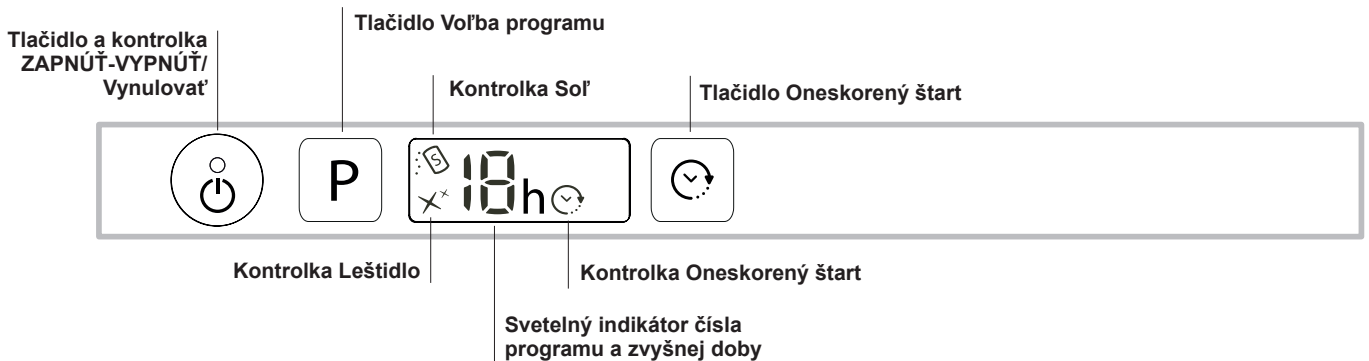 Tlačidlo Voľba programu
Tlačidlo a kontrolka
ZAPNÚŤ-VYPNÚŤ/
Vynulovať
Kontrolka Soľ
Tlačidlo Oneskorený štart
P
S
18h
Kontrolka Leštidlo
Kontrolka Oneskorený štart
Svetelný indikátor čísla
programu a zvyšnej doby